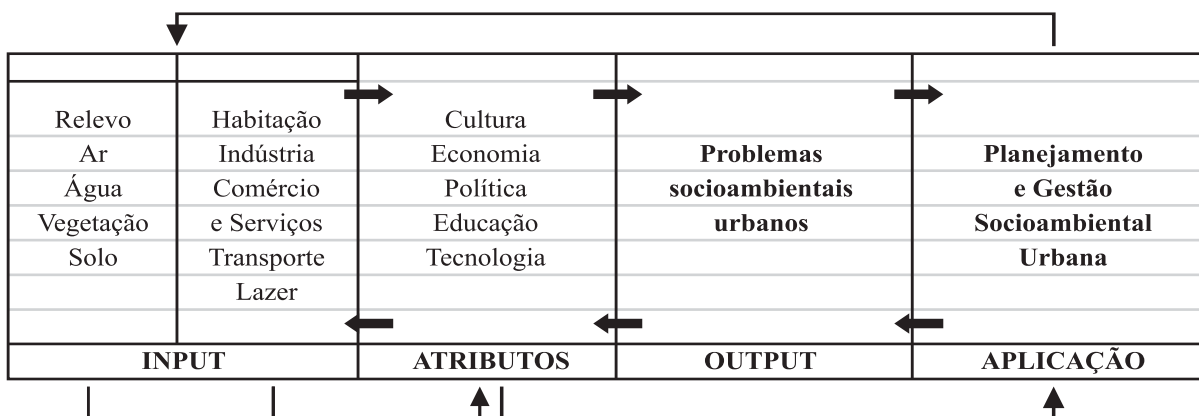 Relevo
Ar
Água
Vegetação
Solo
Habitação
Indústria
Comércio
e Serviços
Transporte
Lazer
Cultura
Economia
Política
Educação
Tecnologia
Problemas
socioambientais
urbanos
Planejamento
e Gestão
Socioambiental
Urbana
INPUT
ATRIBUTOS
OUTPUT
APLICAÇÃO